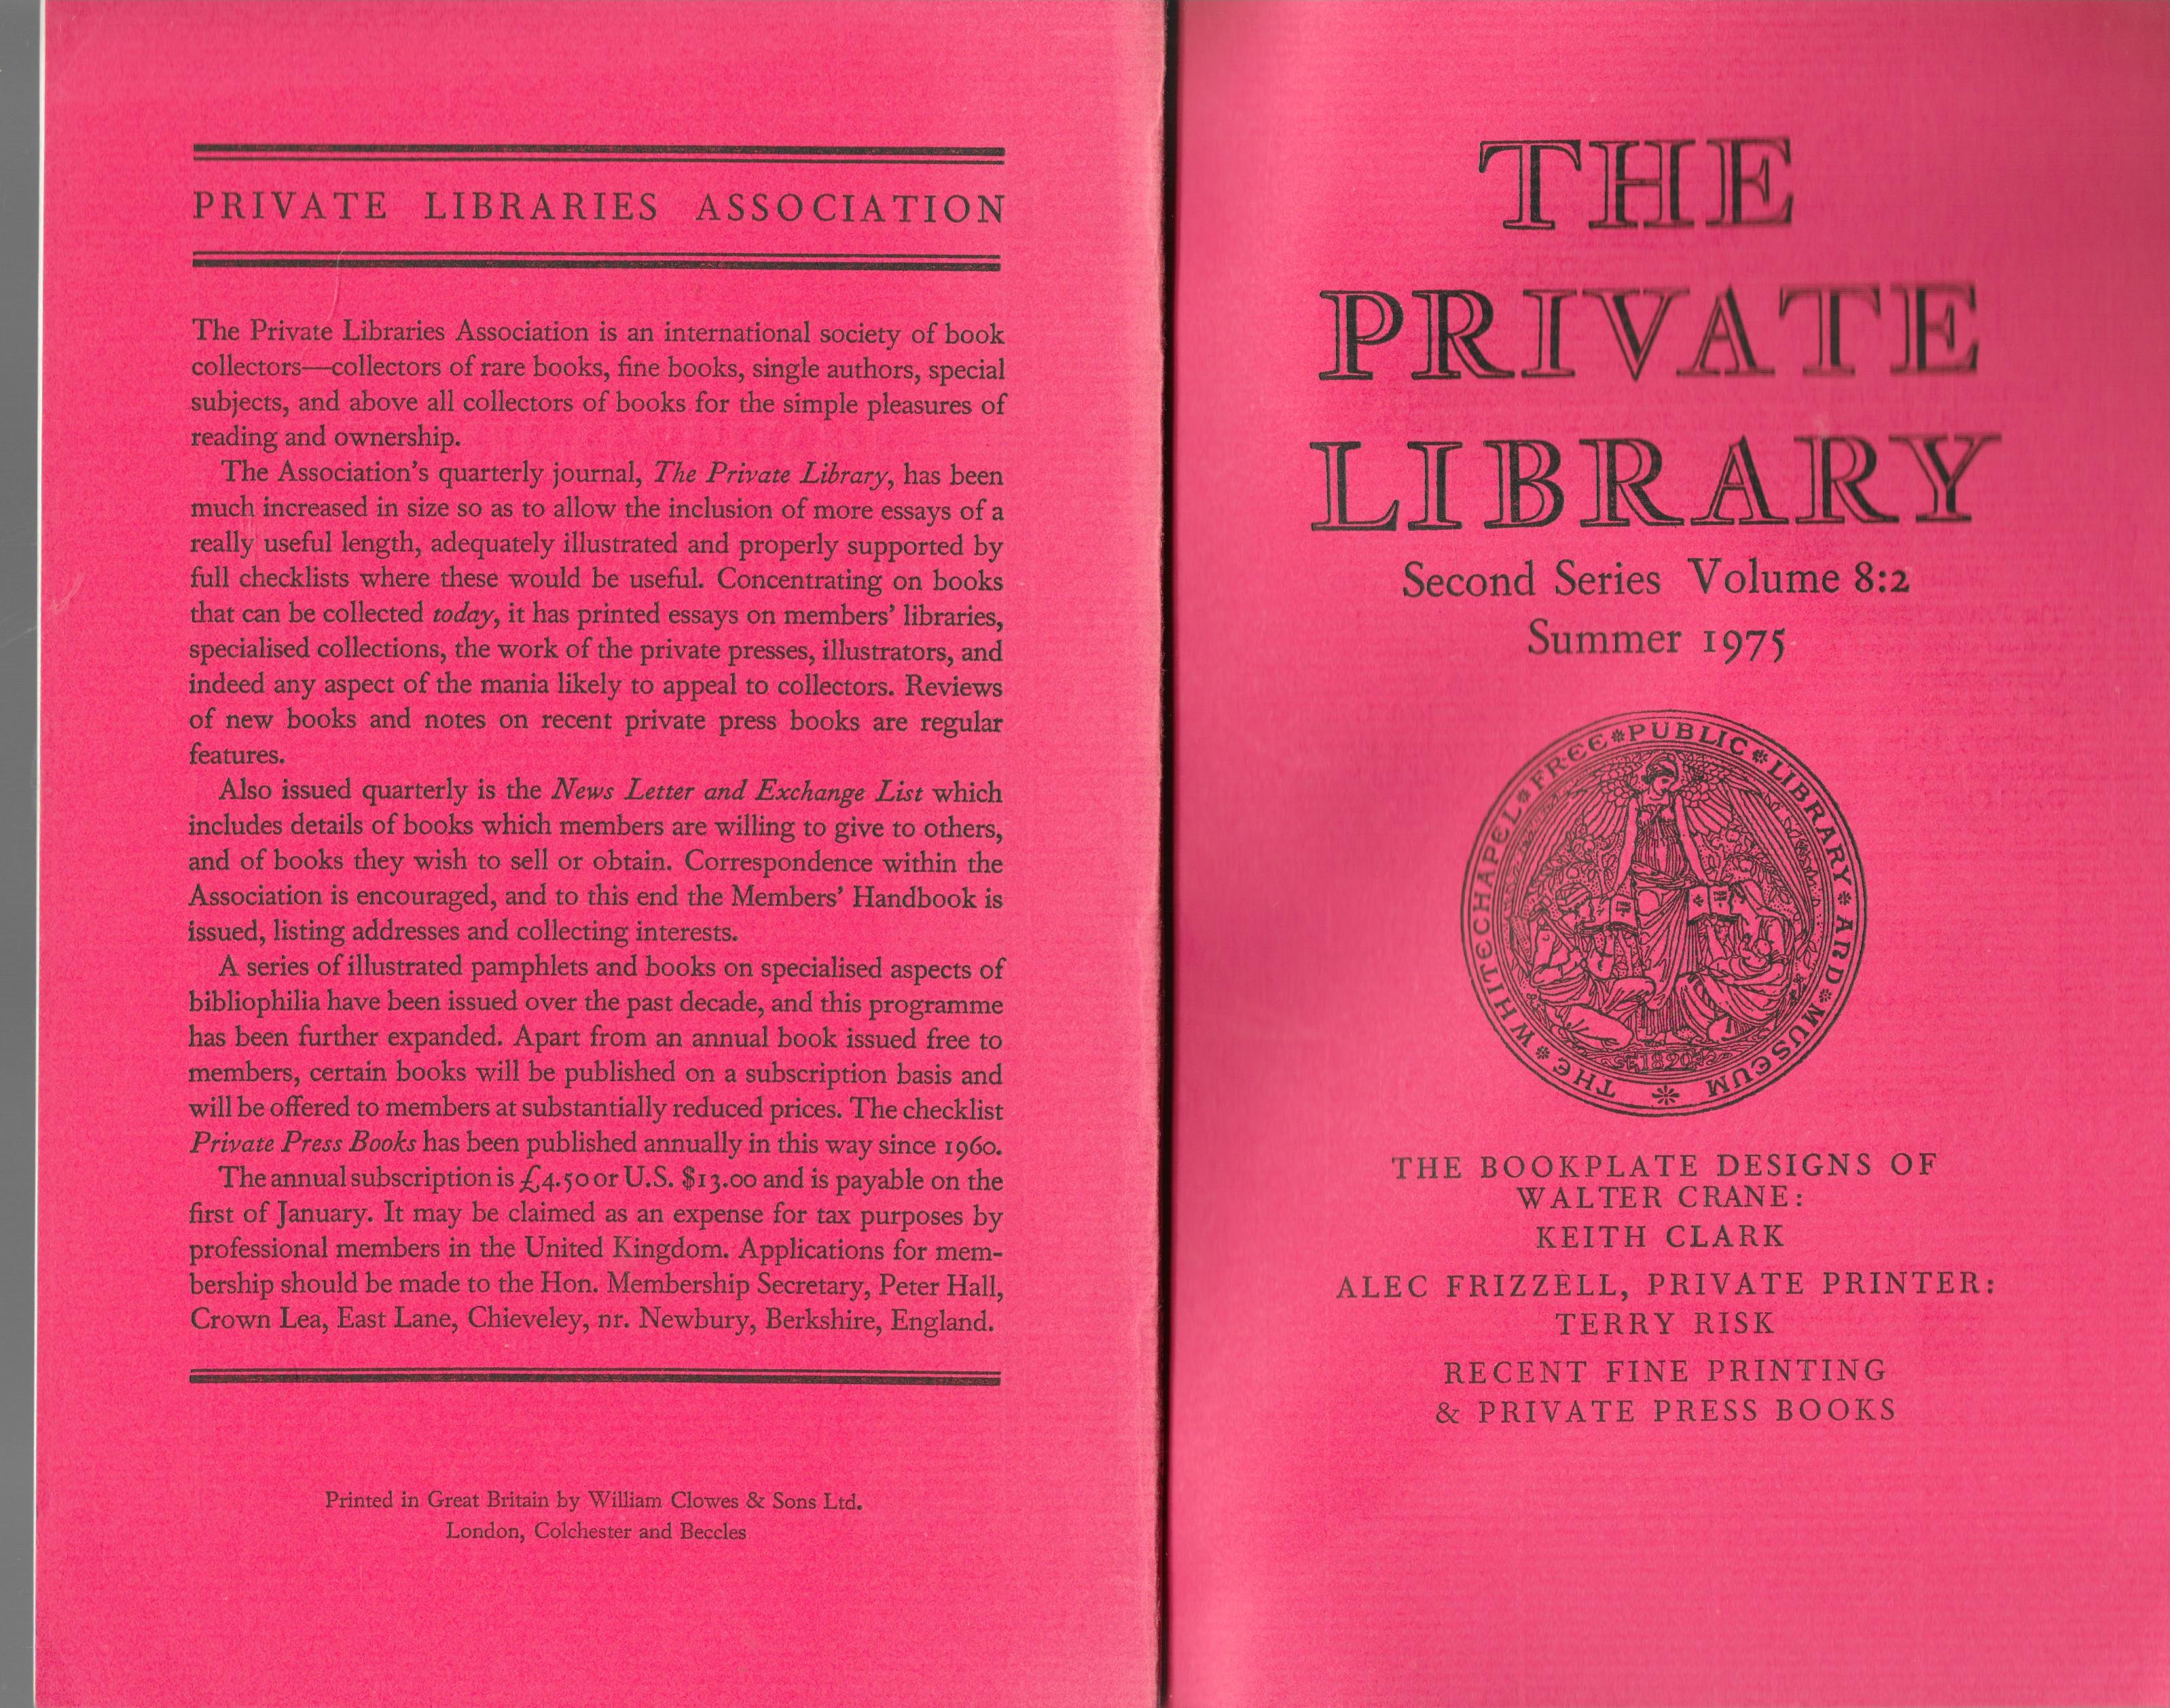 PRIVATE LIBRARIES ASSOCIATION
The Private Libraries Association is an international society of book
collectors—collectors of rare books, fine books, single authors, special
subjects, and above all collectors of books for the simple pleasures of
reading and ownership.
The Association's quarterly journal, The Private Library, has been
much increased in size so as to allow the inclusion of more essays of a
really useful length, adequately illustrated and properly supported by
full checklists where these would be useful. Concentrating on books
that can be collected today, it has printed essays on members' libraries,
specialised collections, the work of the private presses, illustrators, and
indeed any aspect of the mania likely to appeal to collectors. Reviews
of new books and notes on recent private press books are regular
features.
Also issued quarterly is the News Letter and Exchange List which
includes details of books which members are willing to give to others,
and of books they wish to sell or obtain. Correspondence within the
Association is encouraged, and to this end the Members' Handbook is
issued, listing addresses and collecting interests.
A series of illustrated pamphlets and books on specialised aspects of
bibliophilia have been issued over the past decade, and this programme
has been further expanded. Apart from an annual book issued free to
members, certain books will be published on a subscription basis and
will be offered to members at substantially reduced prices. The checklist
Private Press Books has been published annually in this way since 1960.
The annual subscription is £4.50 or U.S. $13.00 and is payable on the
first of January. It may be claimed as an expense for tax purposes by
professional members in the United Kingdom. Applications for mem-
bership should be made to the Hon. Membership Secretary, Peter Hall,
Crown Lea, East Lane, Chieveley, nr. Newbury, Berkshire, England.
Printed in Great Britain by William Clowes & Sons Ltd.
London, Colchester and Beccles
THE
PRIVATE
LIBRARY
Second Series Volume 8:2
Summer 1975
THE * WHITECHAPEL * FREE * PUBLIC * LIBRARY * AND * MUSEUM
THE BOOKPLATE DESIGNS OF
WALTER CRANE:
KEITH CLARK
ALEC FRIZZELL, PRIVATE PRINTER:
TERRY RISK
RECENT FINE PRINTING
& PRIVATE PRESS BOOKS